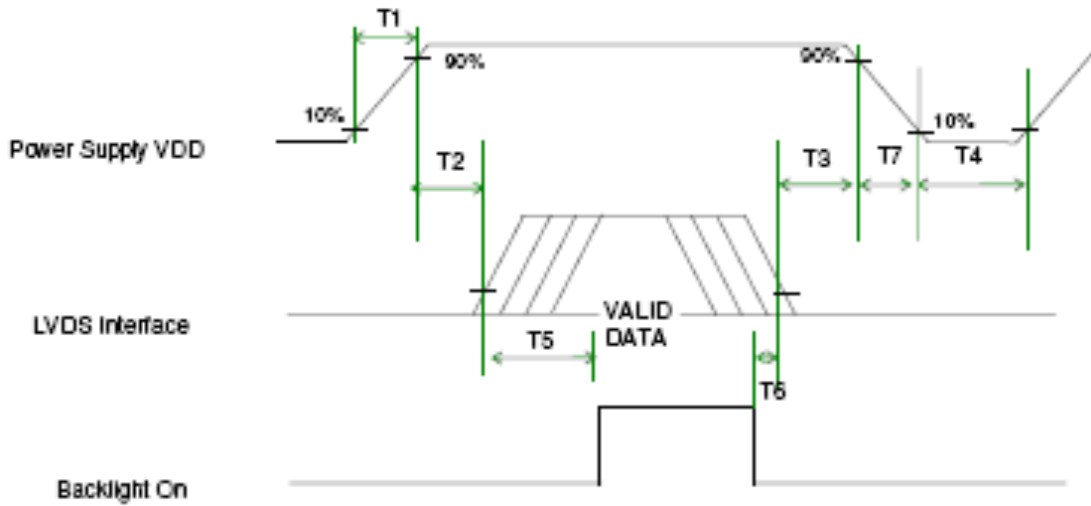 T1
90%
90%
10%
10%
Power Supply VDD
T2
T3
T7
T4
LVDS Interface
VALID
DATA
T5
T6
Backlight On